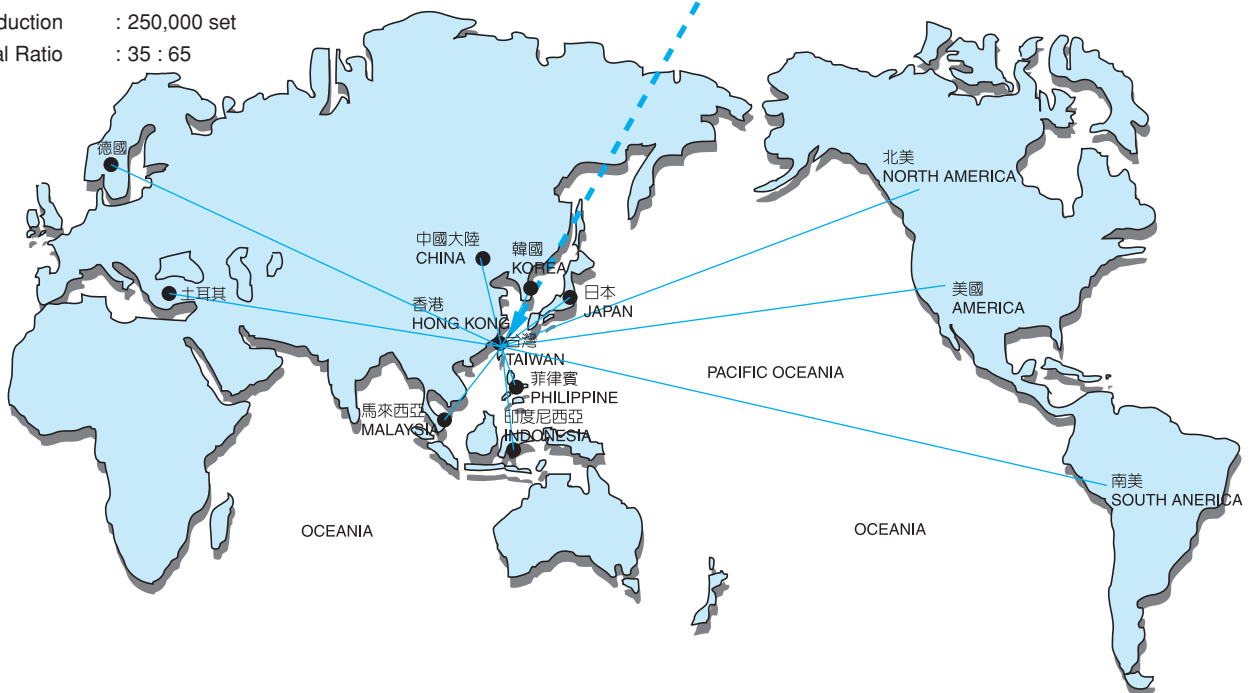 duction : 250,000 set
al Ratio : 35 : 65
德國
北美
NORTH AMERICA
中國大陸
CHINA
韓國
KOREA
土耳其
香港
HONG KONG
日本
JAPAN
美國
AMERICA
台灣
TAIWAN
菲律賓
PHILIPPINE
PACIFIC OCEANIA
馬來西亞
MALAYSIA
印度尼西亞
INDONESIA
南美
SOUTH ANERICA
OCEANIA
OCEANIA